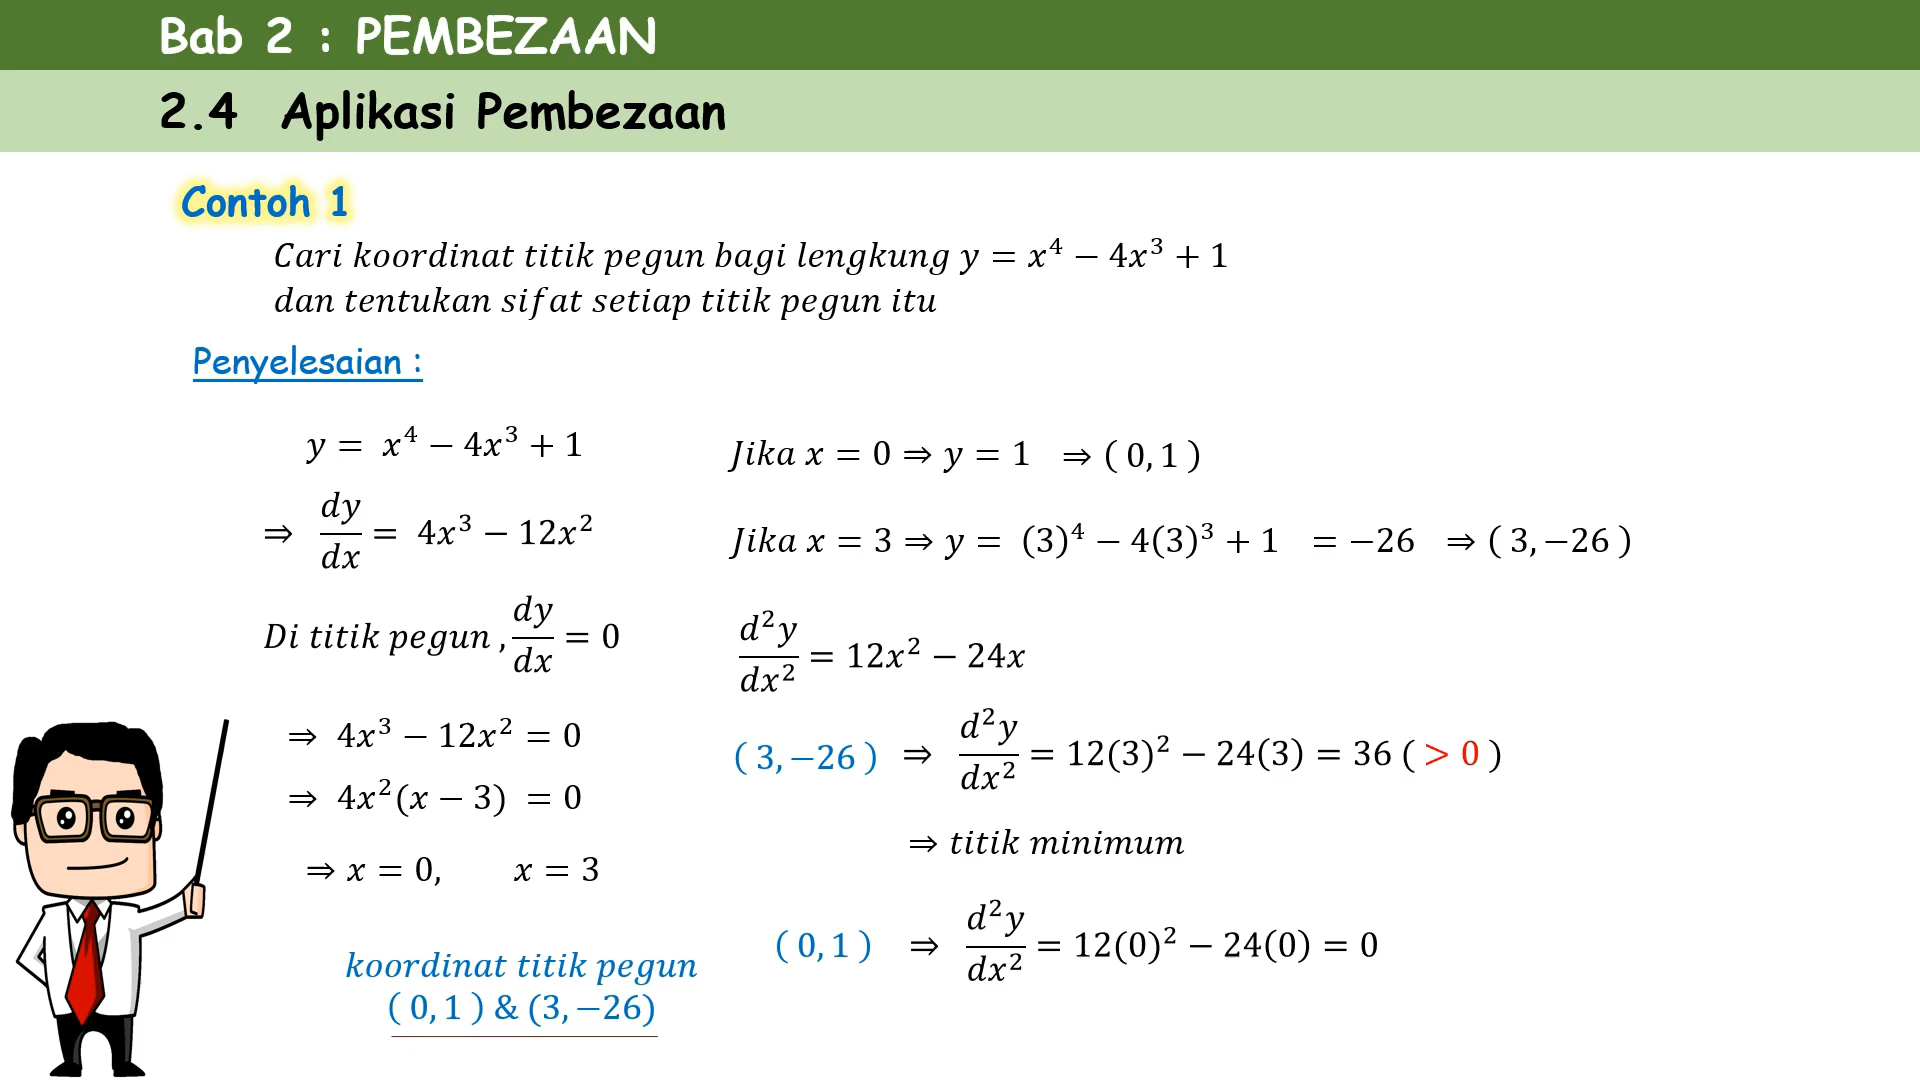 Bab 2 : PEMBEZAAN
2.4 Aplikasi Pembezaan
Contoh 1
Cari koordinat titik pegun bagi lengkung y = x⁴ − 4x³ + 1
dan tentukan sifat setiap titik pegun itu
Penyelesaian :
y = x⁴ − 4x³ + 1
⇒ dy/dx = 4x³ − 12x²
Di titik pegun , dy/dx = 0
⇒ 4x³ − 12x² = 0
⇒ 4x²(x − 3) = 0
⇒ x = 0, x = 3
koordinat titik pegun
( 0, 1 ) & (3, −26)
Jika x = 0 ⇒ y = 1 ⇒ ( 0, 1 )
Jika x = 3 ⇒ y = (3)⁴ − 4(3)³ + 1 = −26 ⇒ ( 3, −26 )
d²y/dx² = 12x² − 24x
( 3, −26 ) ⇒ d²y/dx² = 12(3)² − 24(3) = 36 ( > 0 )
⇒ titik minimum
( 0, 1 ) ⇒ d²y/dx² = 12(0)² − 24(0) = 0